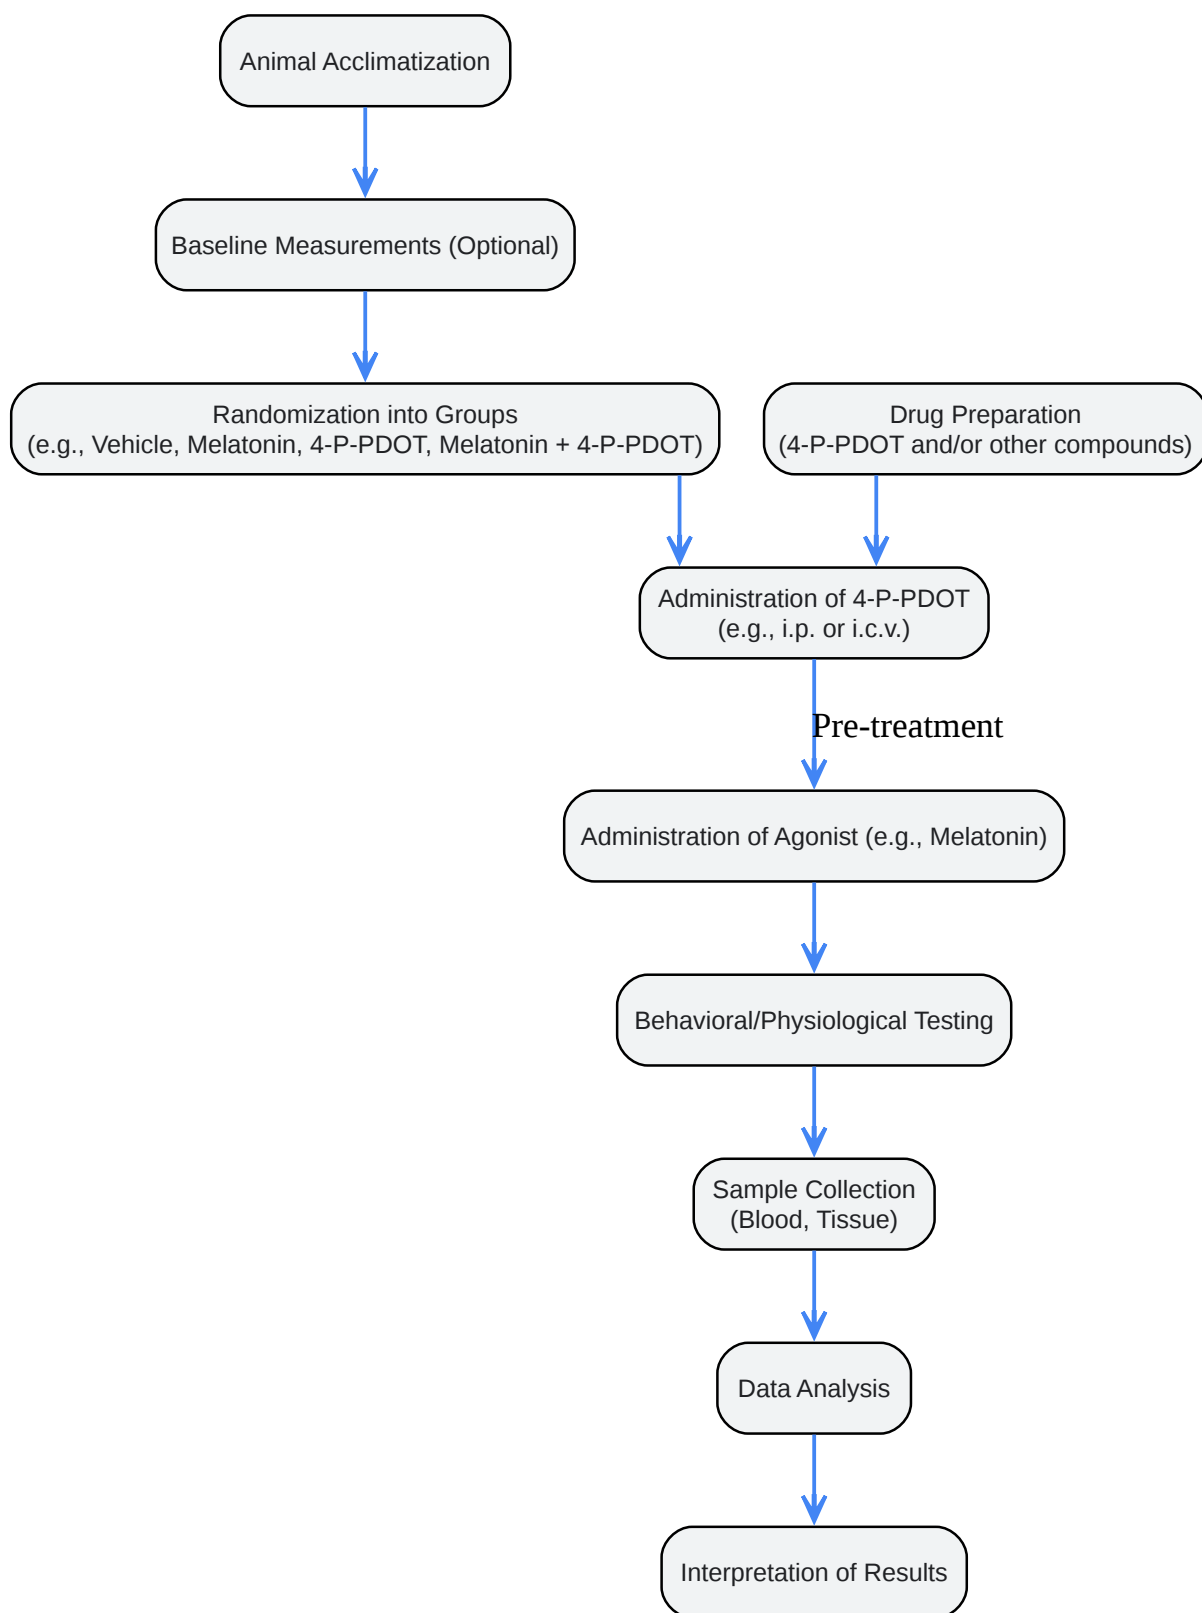 Animal Acclimatization
Baseline Measurements (Optional)
Randomization into Groups
(e.g., Vehicle, Melatonin, 4-P-PDOT, Melatonin + 4-P-PDOT)
Drug Preparation
(4-P-PDOT and/or other compounds)
Administration of 4-P-PDOT
(e.g., i.p. or i.c.v.)
Pre-treatment
Administration of Agonist (e.g., Melatonin)
Behavioral/Physiological Testing
Sample Collection
(Blood, Tissue)
Data Analysis
Interpretation of Results